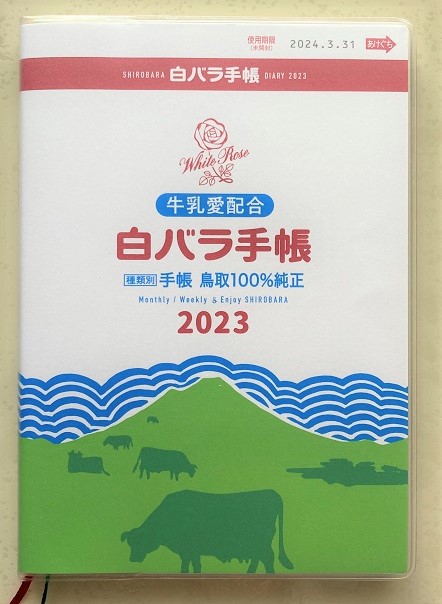 使用期限
(未開封)
2024.3.31
あけぐち
SHIROBARA 白バラ手帳 DIARY 2023
White Rose
牛乳愛配合
白バラ手帳
種類別 手帳 鳥取100%純正
Monthly / Weekly & Enjoy SHIROBARA
2023